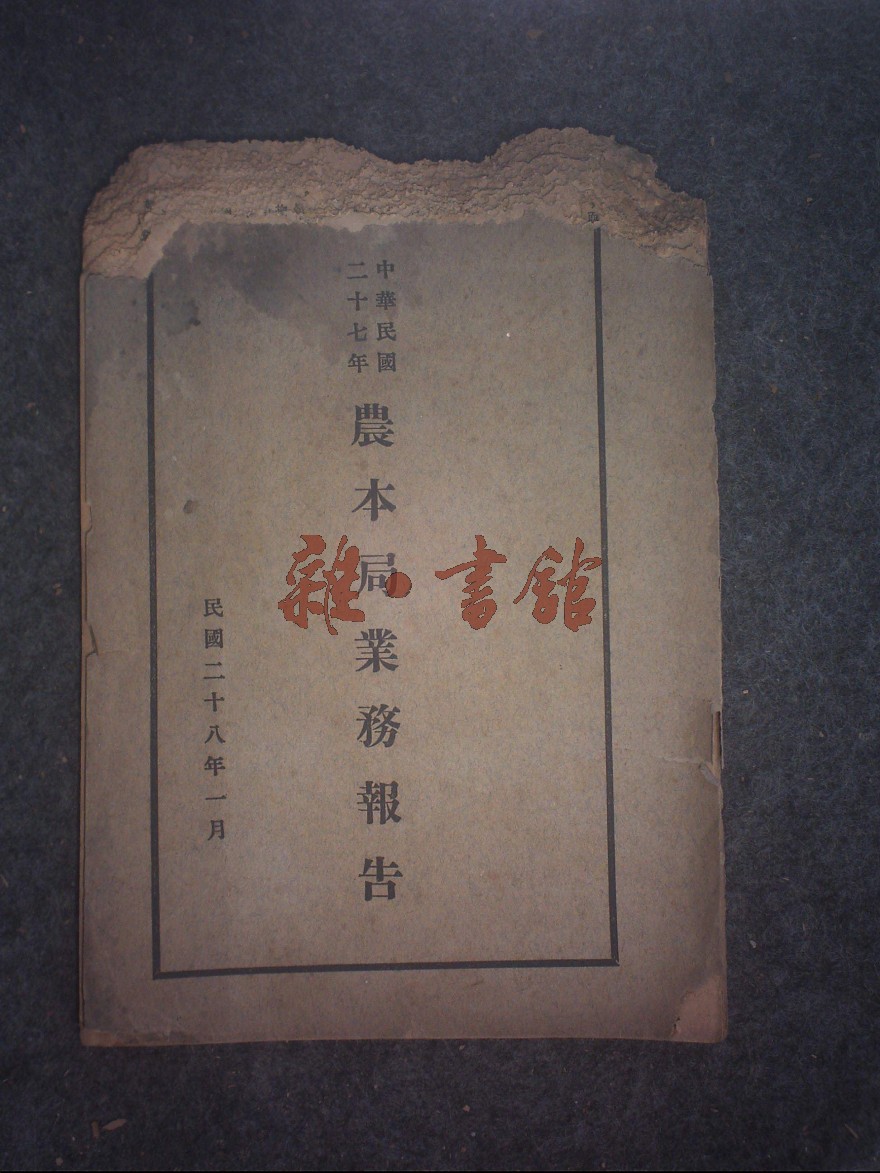 中華民國
二十七年
農本局業務報告
民國二十八年一月
雜·書館